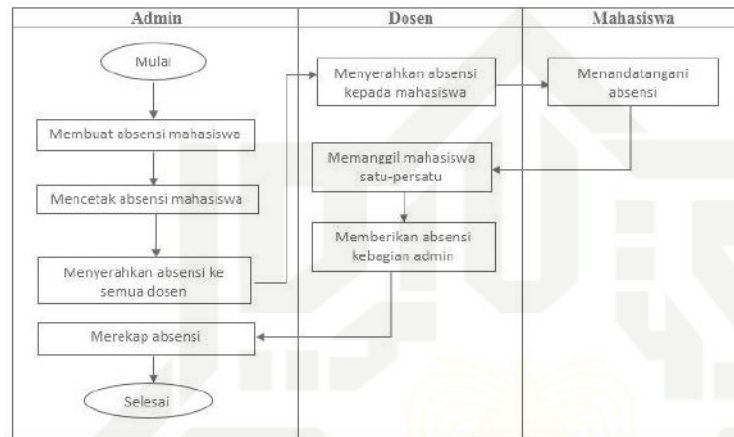 Admin
Dosen
Mahasiswa
Mulai
Membuat absensi mahasiswa
Mencetak absensi mahasiswa
Menyerahkan absensi ke
semua dosen
Menyerahkan absensi
kepada mahasiswa
Menandatangani
absensi
Memanggil mahasiswa
satu-persatu
Memberikan absensi
kebagian admin
Merekap absensi
Selesai